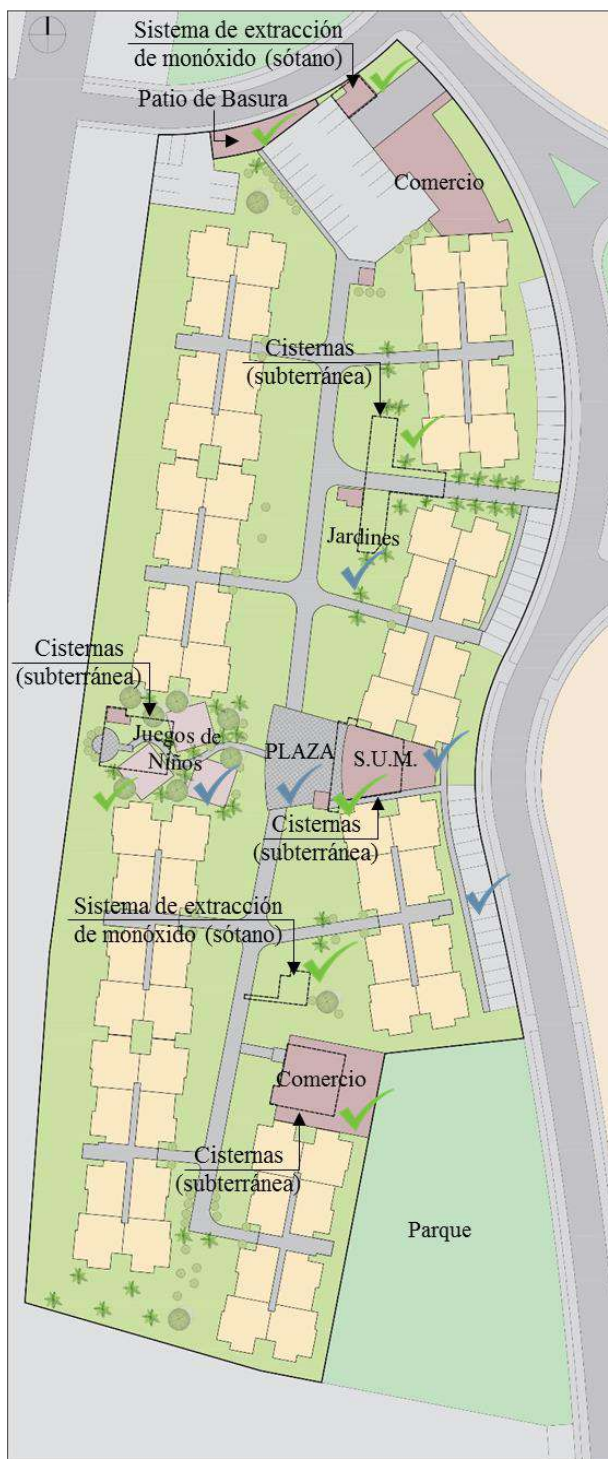 Sistema de extracción
de monóxido (sótano)
Patio de Basura
Comercio
Cisternas
(subterránea)
Jardines
Cisternas
(subterránea)
Juegos de
Niños
PLAZA
S.U.M.
Cisternas
(subterránea)
Sistema de extracción
de monóxido (sótano)
Comercio
Cisternas
(subterránea)
Parque